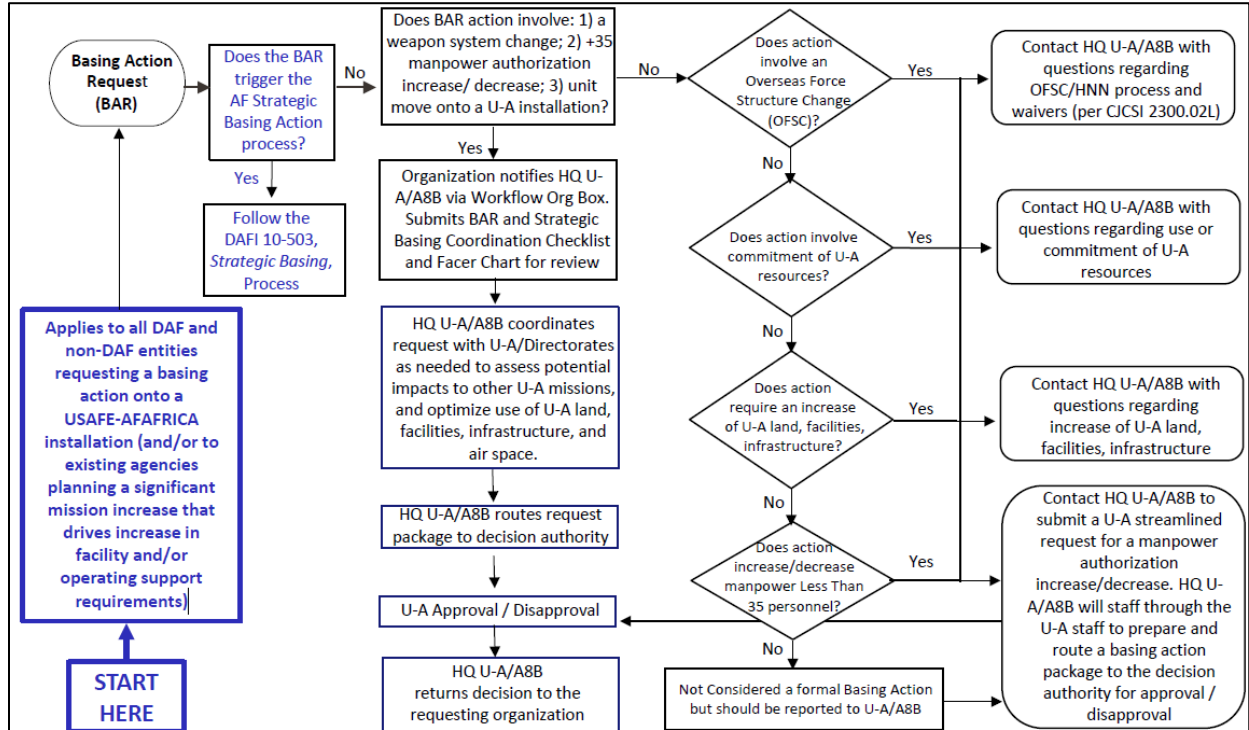 Basing Action
Request
(BAR)
Does the BAR
trigger the
AF Strategic
Basing Action
process?
No
Yes
Follow the
DAFI 10-503,
Strategic Basing,
Process
Applies to all DAF and
non-DAF entities
requesting a basing
action onto a
USAFE-AFAFRICA
installation (and/or to
existing agencies
planning a significant
mission increase that
drives increase in
facility and/or
operating support
requirements)
START
HERE
Does BAR action involve: 1) a
weapon system change; 2) +35
manpower authorization
increase/ decrease; 3) unit
move onto a U-A installation?
No
Yes
Organization notifies HQ U-
A/A8B via Workflow Org Box.
Submits BAR and Strategic
Basing Coordination Checklist
and Facer Chart for review
HQ U-A/A8B coordinates
request with U-A/Directorates
as needed to assess potential
impacts to other U-A missions,
and optimize use of U-A land,
facilities, infrastructure, and
air space.
HQ U-A/A8B routes request
package to decision authority
U-A Approval / Disapproval
HQ U-A/A8B
returns decision to the
requesting organization
Does action
involve an
Overseas Force
Structure Change
(OFSC)?
Yes
No
Contact HQ U-A/A8B with
questions regarding
OFSC/HNN process and
waivers (per CJCSI 2300.02L)
Does action involve
commitment of U-A
resources?
Yes
No
Contact HQ U-A/A8B with
questions regarding use or
commitment of U-A
resources
Does action
require an increase
of U-A land, facilities,
infrastructure?
Yes
No
Contact HQ U-A/A8B with
questions regarding
increase of U-A land,
facilities, infrastructure
Does action
increase/decrease
manpower Less Than
35 personnel?
Yes
No
Contact HQ U-A/A8B to
submit a U-A streamlined
request for a manpower
authorization
increase/decrease. HQ U-
A/A8B will staff through the
U-A staff to prepare and
route a basing action
package to the decision
authority for approval /
disapproval
Not Considered a formal Basing Action
but should be reported to U-A/A8B